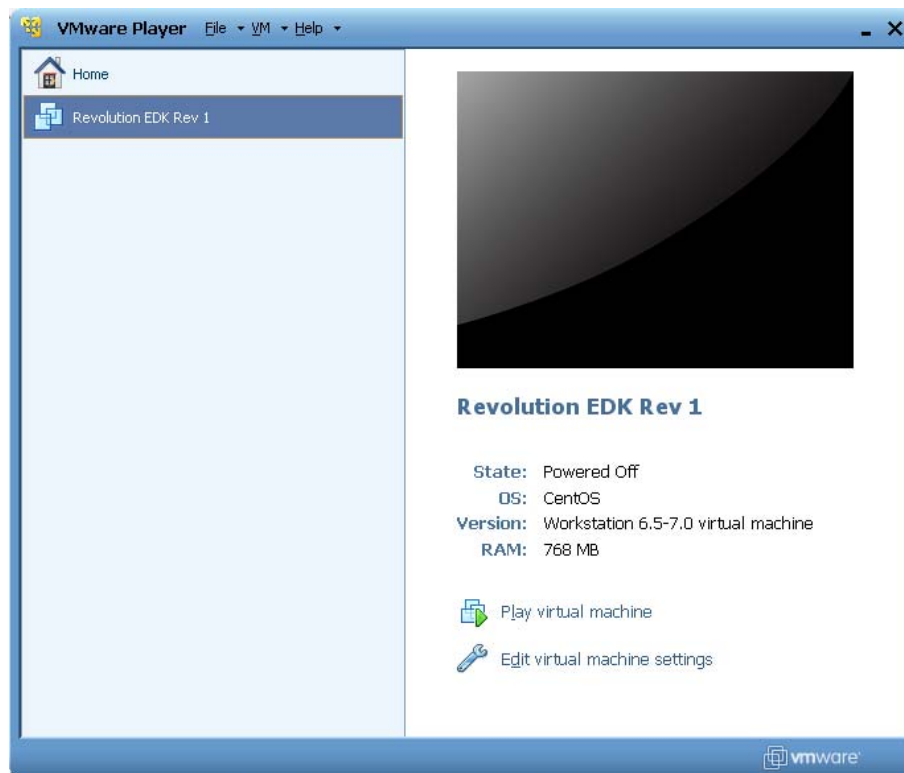 VMware Player File VM Help
Home
Revolution EDK Rev 1
Revolution EDK Rev 1
State: Powered Off
OS: CentOS
Version: Workstation 6.5-7.0 virtual machine
RAM: 768 MB
Play virtual machine
Edit virtual machine settings
vmware